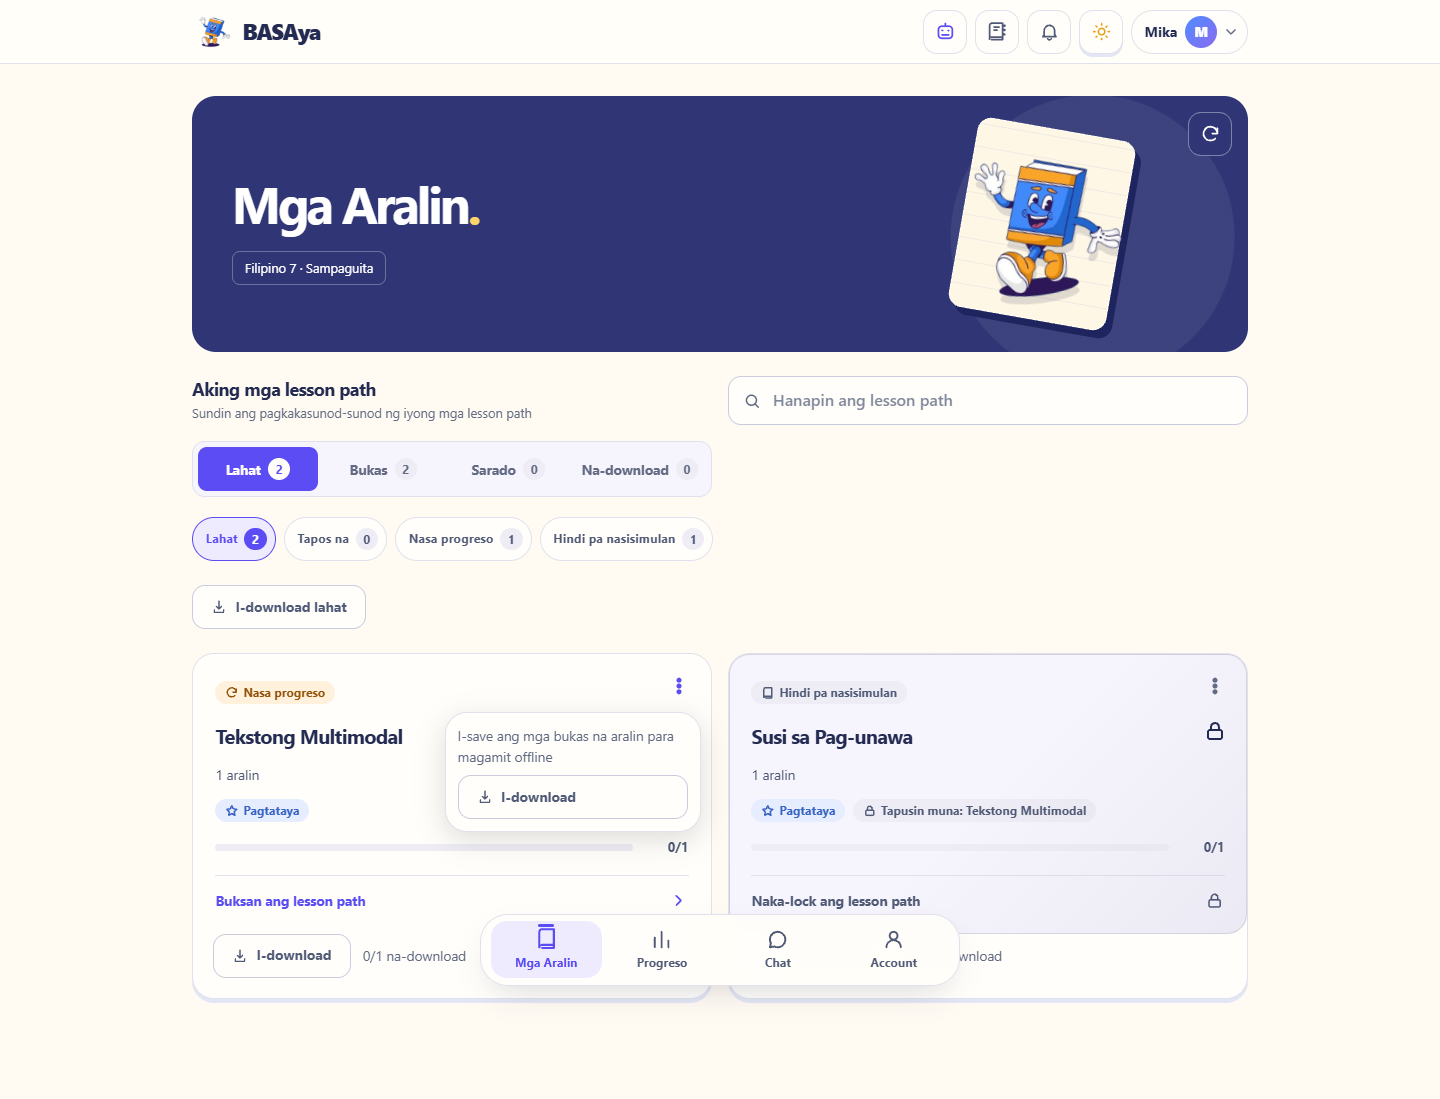 BASAya
Mika
M
Mga Aralin.
Filipino 7 · Sampaguita
Aking mga lesson path
Sundin ang pagkakasunod-sunod ng iyong mga lesson path
Hanapin ang lesson path
Lahat 2
Bukas 2
Sarado 0
Na-download 0
Lahat 2
Tapos na 0
Nasa progreso 1
Hindi pa nasisimulan 1
I-download lahat
Nasa progreso
Tekstong Multimodal
I-save ang mga bukas na aralin para
magamit offline
I-download
1 aralin
Pagtataya
0/1
Buksan ang lesson path
I-download
0/1 na-download
Hindi pa nasisimulan
Susi sa Pag-unawa
1 aralin
Pagtataya
Tapusin muna: Tekstong Multimodal
0/1
Naka-lock ang lesson path
Mga Aralin
Progreso
Chat
Account